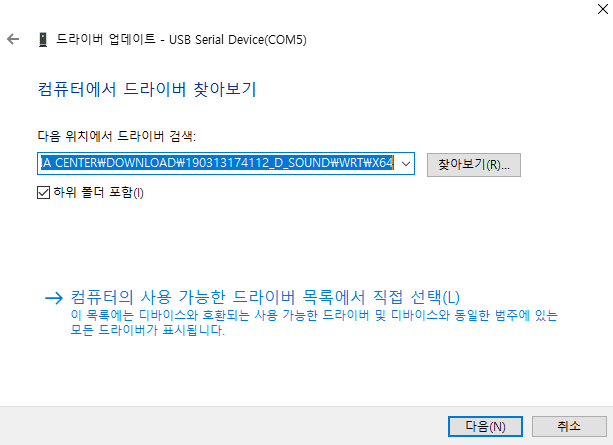 드라이버 업데이트 - USB Serial Device(COM5)
컴퓨터에서 드라이버 찾아보기
다음 위치에서 드라이버 검색:
A CENTER₩DOWNLOAD₩190313174112_D_SOUND₩WRT₩X64
찾아보기(R)...
하위 폴더 포함(I)
컴퓨터의 사용 가능한 드라이버 목록에서 직접 선택(L)
이 목록에는 디바이스와 호환되는 사용 가능한 드라이버 및 디바이스와 동일한 범주에 있는
모든 드라이버가 표시됩니다.
다음(N)
취소